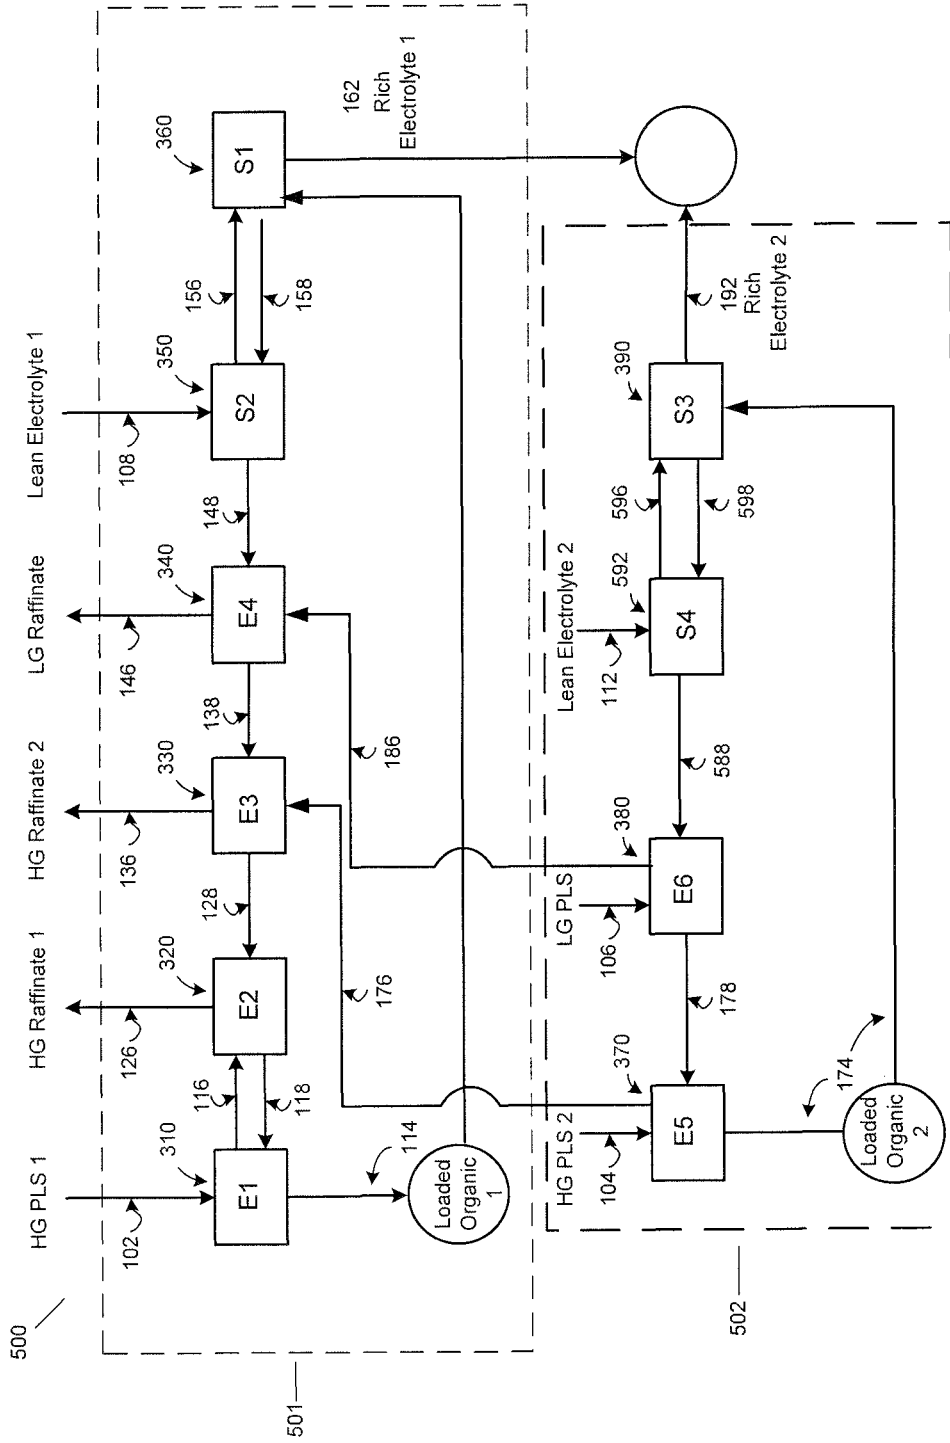 500
HG PLS 1
HG Raffinate 1
HG Raffinate 2
LG Raffinate
Lean Electrolyte 1
102
126
136
146
108
310
320
330
340
350
360
E1
116
118
E2
128
E3
138
E4
148
S2
156
158
S1
162
Rich
Electrolyte 1
114
Loaded
Organic
1
176
186
501
HG PLS 2
LG PLS
Lean Electrolyte 2
104
106
112
370
380
592
390
E5
178
E6
588
S4
596
598
S3
192
Rich
Electrolyte 2
174
Loaded
Organic
2
502